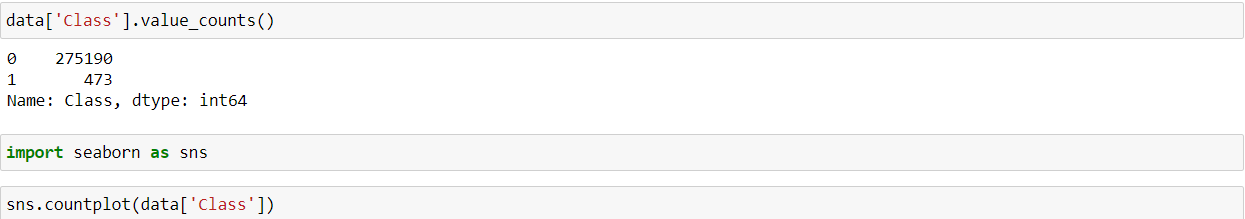 data['Class'].value_counts()
0    275190
1       473
Name: Class, dtype: int64
import seaborn as sns
sns.countplot(data['Class'])